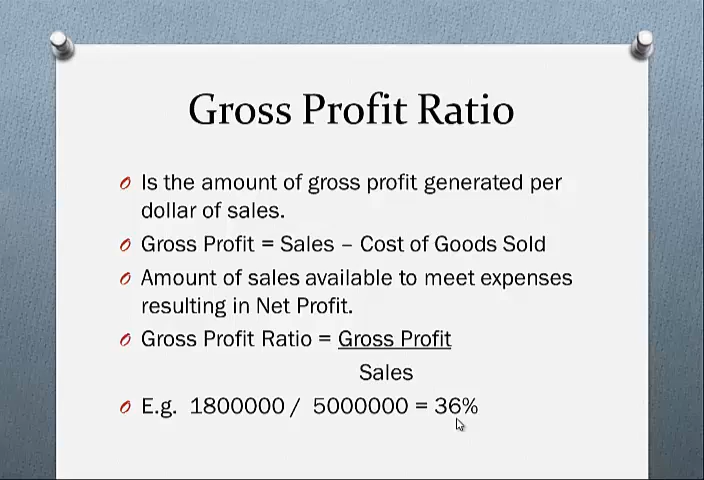 Gross Profit Ratio
Is the amount of gross profit generated per
dollar of sales.
Gross Profit = Sales – Cost of Goods Sold
Amount of sales available to meet expenses
resulting in Net Profit.
Gross Profit Ratio = Gross Profit
Sales
E.g. 1800000 / 5000000 = 36%